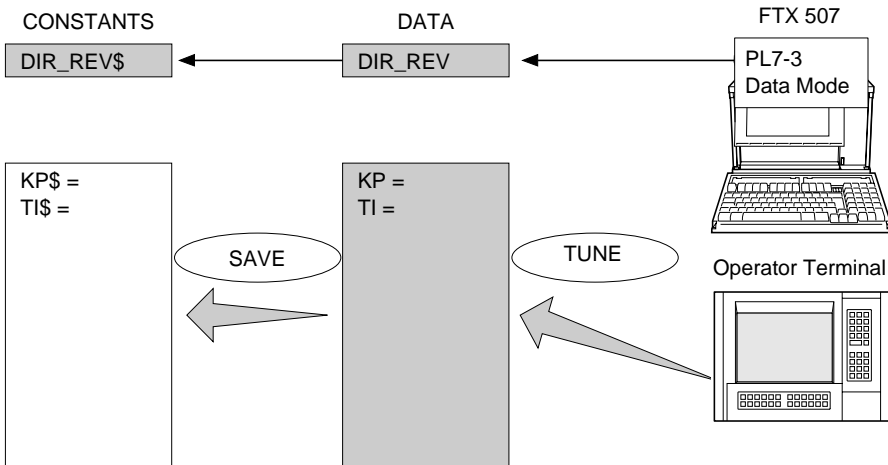 CONSTANTS
DATA
FTX 507
DIR_REV$
DIR_REV
PL7-3
Data Mode
KP$ =
TI$ =
KP =
TI =
SAVE
TUNE
Operator Terminal